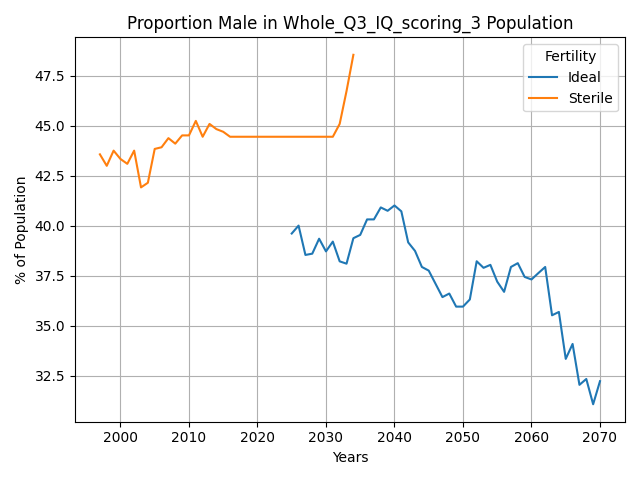 Proportion Male in Whole_Q3_IQ_scoring_3 Population
Fertility
Ideal
Sterile
% of Population
47.5
45.0
42.5
40.0
37.5
35.0
32.5
2000 2010 2020 2030 2040 2050 2060 2070
Years